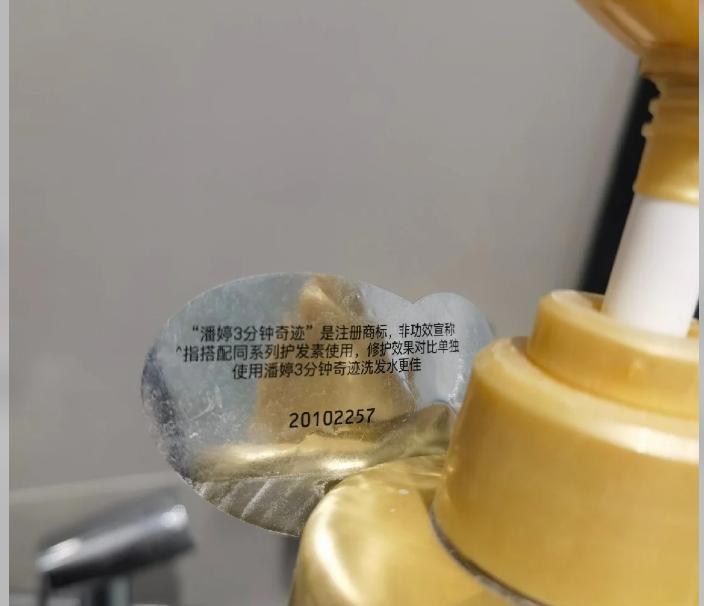 “潘婷3分钟奇迹”是注册商标，非功效宣称
^指搭配同系列护发素使用，修护效果对比单独
使用潘婷3分钟奇迹洗发水更佳
20102257